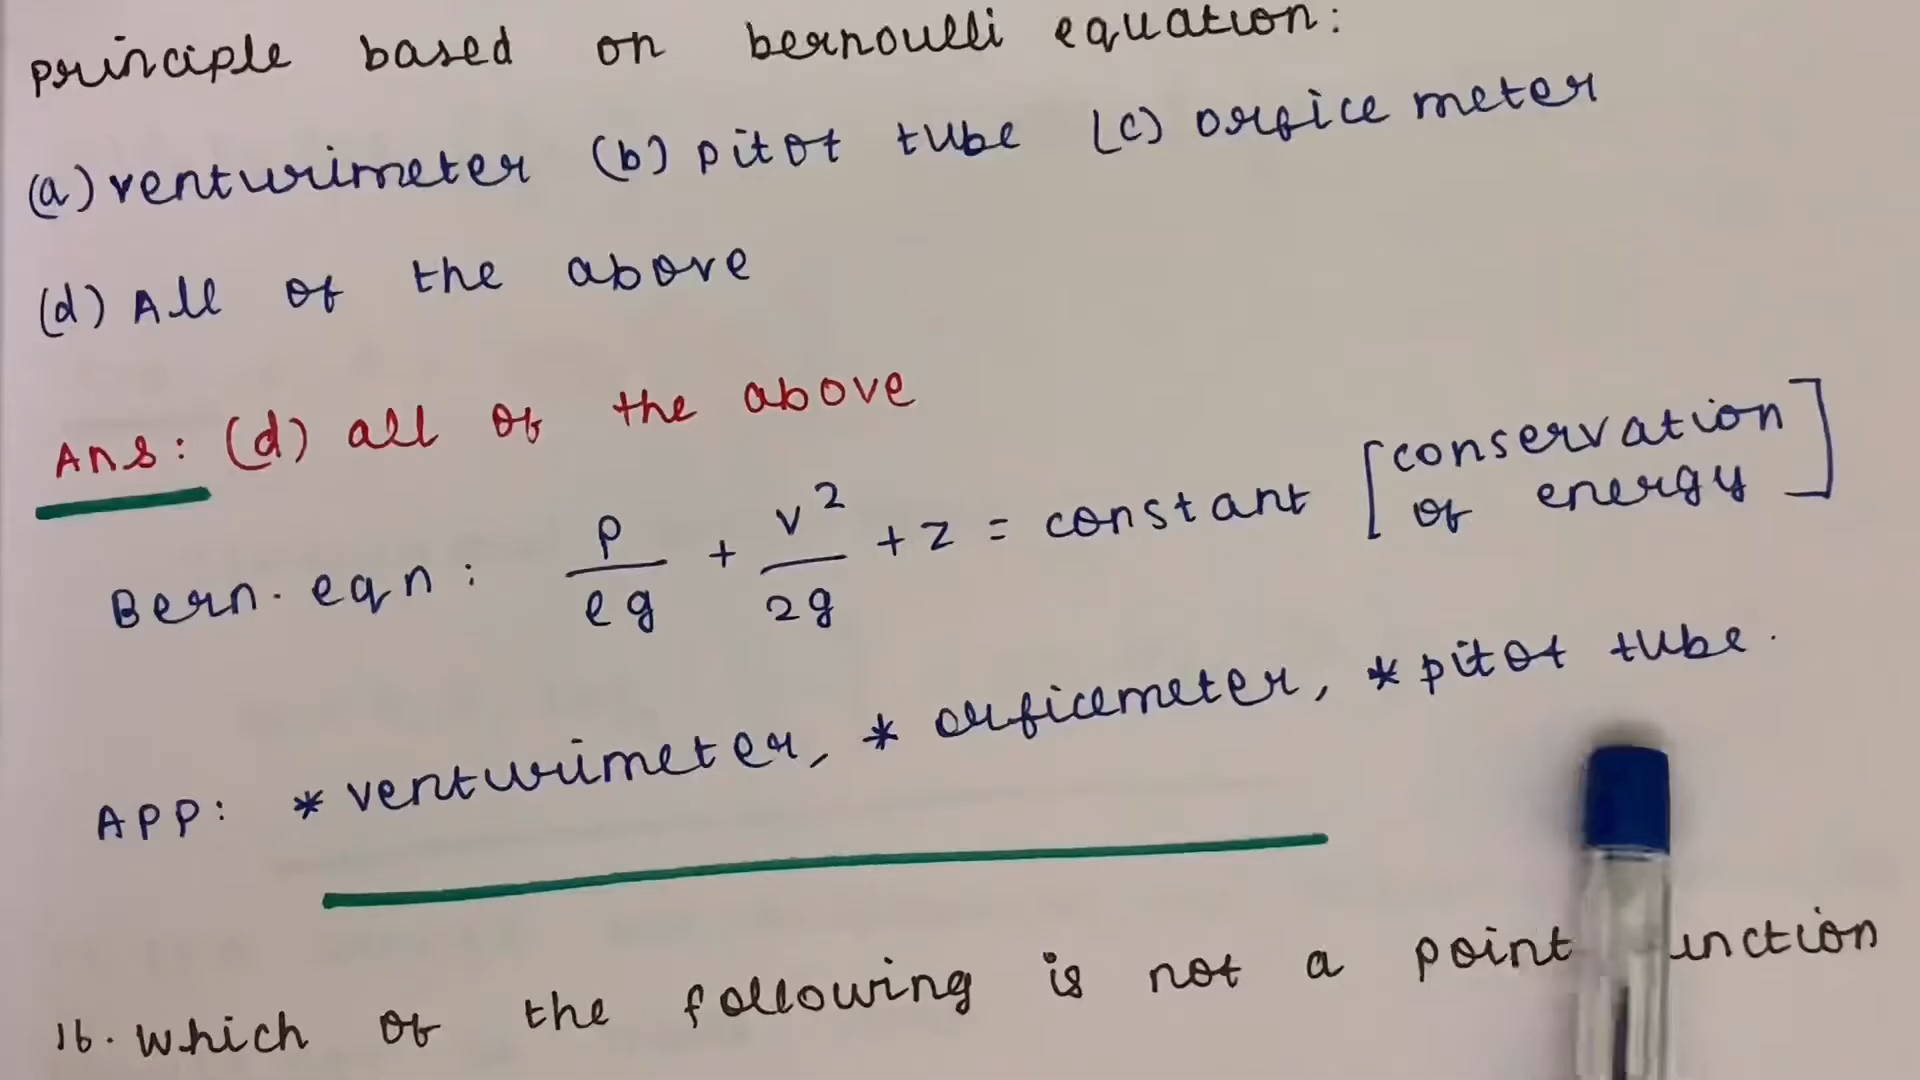 principle based on bernoulli equation:
(a) venturimeter (b) pitot tube (c) orfice meter
(d) All of the above
Ans: (d) all of the above
Bern. eqn: P/eg + v²/2g + z = constant [conservation of energy]
APP: * venturimeter, * orficemeter, * pitot tube.
16. which of the following is not a point unction